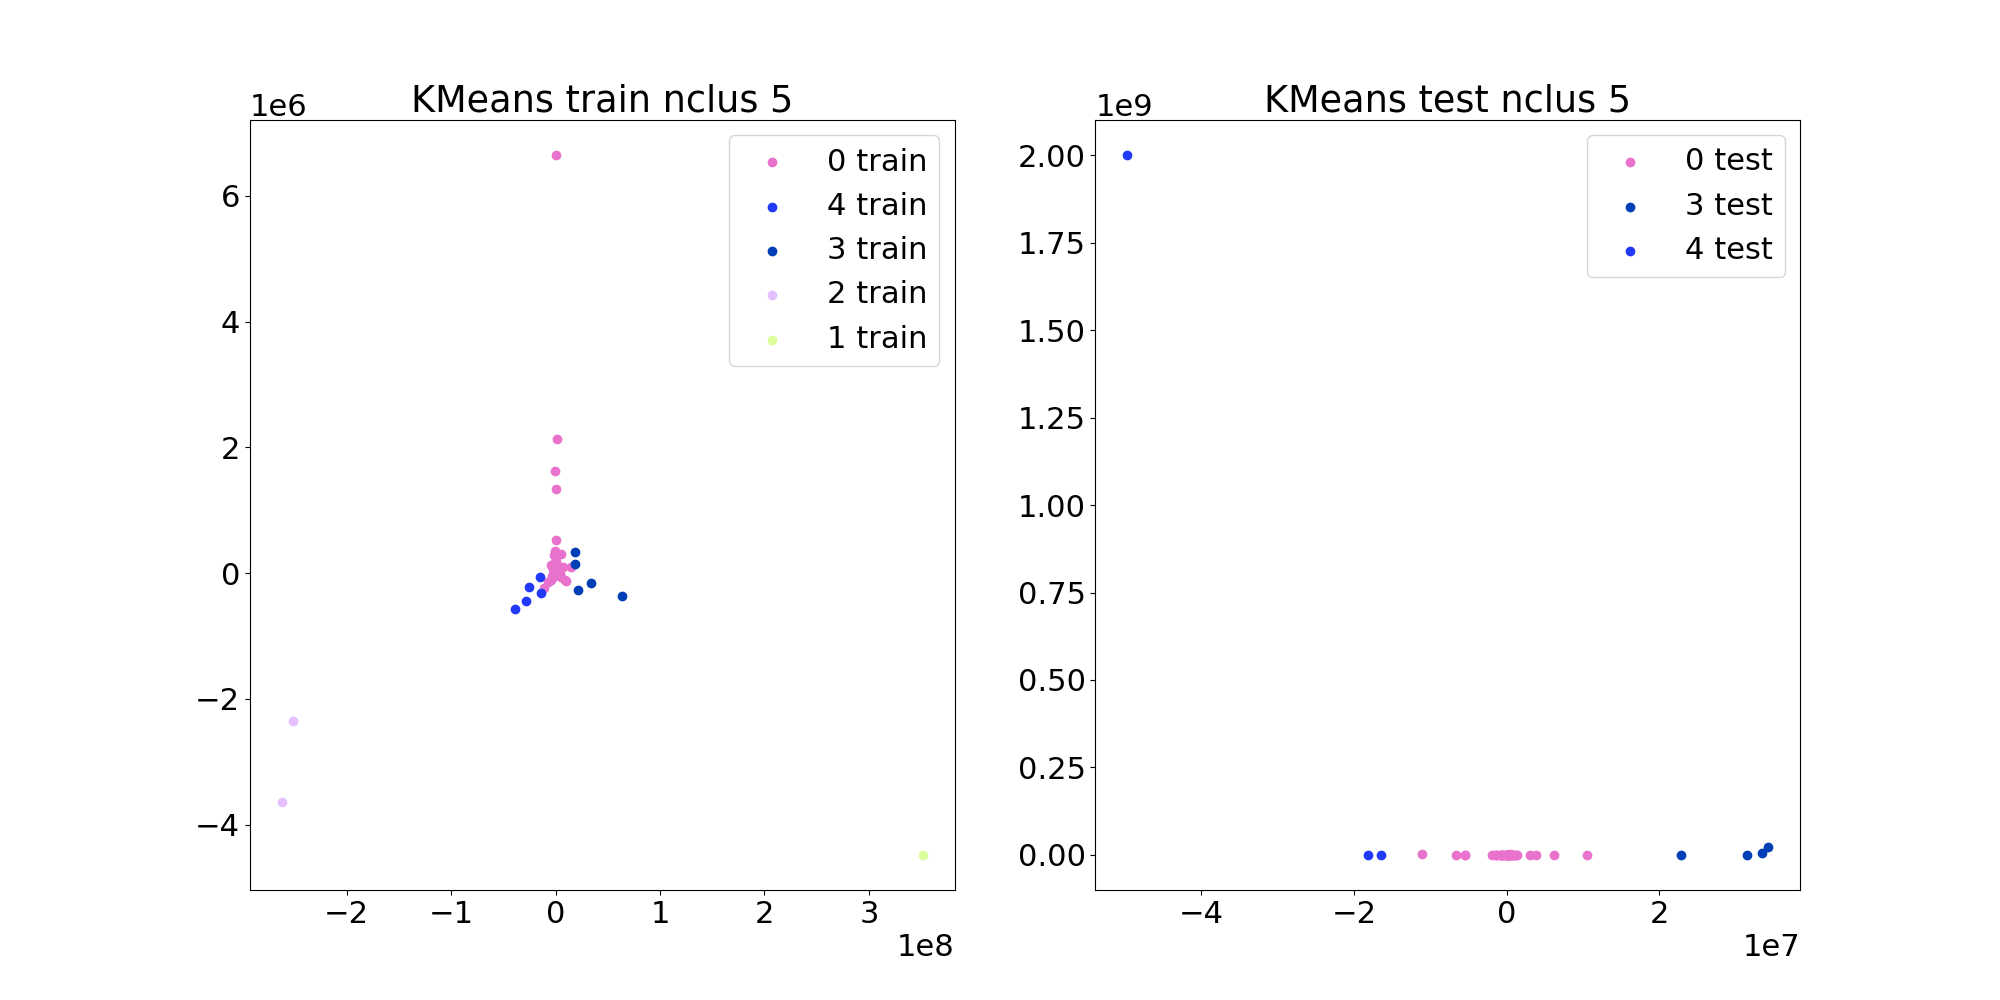 KMeans train nclus 5
1e6
0 train
4 train
3 train
2 train
1 train
6
4
2
0
−2
−4
−2 −1 0 1 2 3
1e8
KMeans test nclus 5
1e9
0 test
3 test
4 test
2.00
1.75
1.50
1.25
1.00
0.75
0.50
0.25
0.00
−4 −2 0 2
1e7